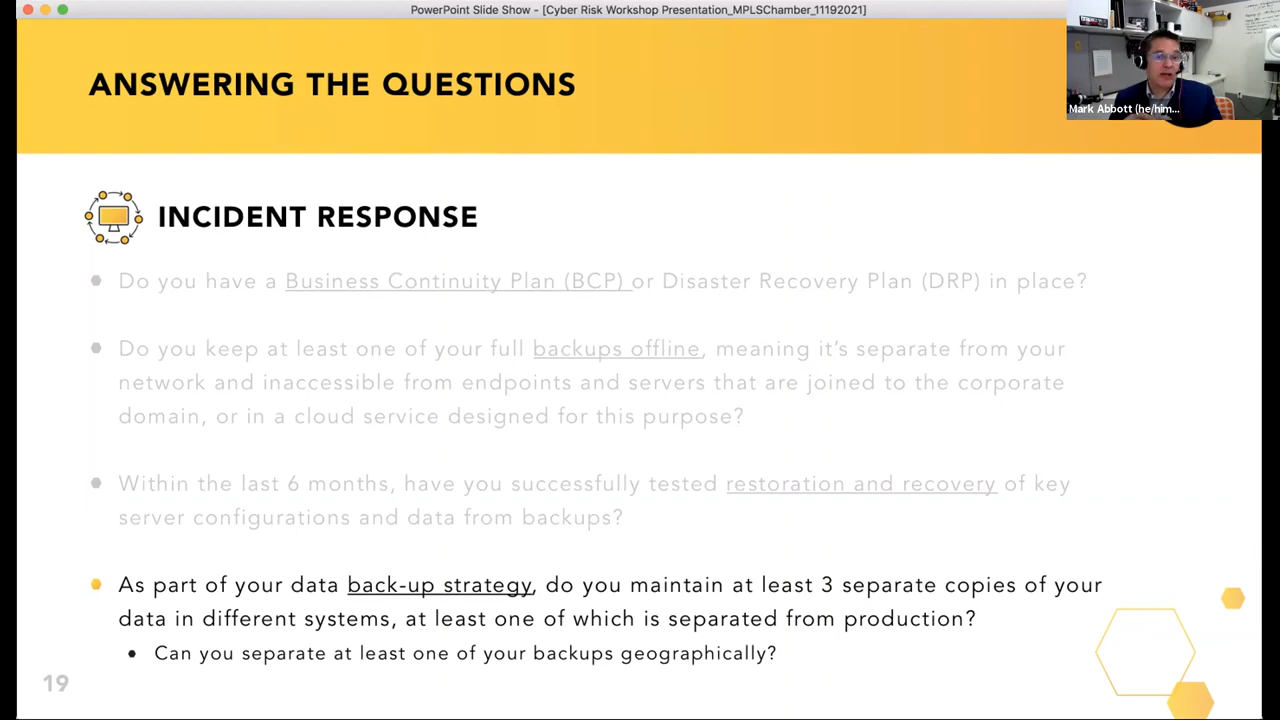 PowerPoint Slide Show - [Cyber Risk Workshop Presentation_MPLSChamber_11192021]
ANSWERING THE QUESTIONS
Mark Abbott (he/him...
INCIDENT RESPONSE
Do you have a Business Continuity Plan (BCP) or Disaster Recovery Plan (DRP) in place?
Do you keep at least one of your full backups offline, meaning it’s separate from your
network and inaccessible from endpoints and servers that are joined to the corporate
domain, or in a cloud service designed for this purpose?
Within the last 6 months, have you successfully tested restoration and recovery of key
server configurations and data from backups?
As part of your data back-up strategy, do you maintain at least 3 separate copies of your
data in different systems, at least one of which is separated from production?
Can you separate at least one of your backups geographically?
19